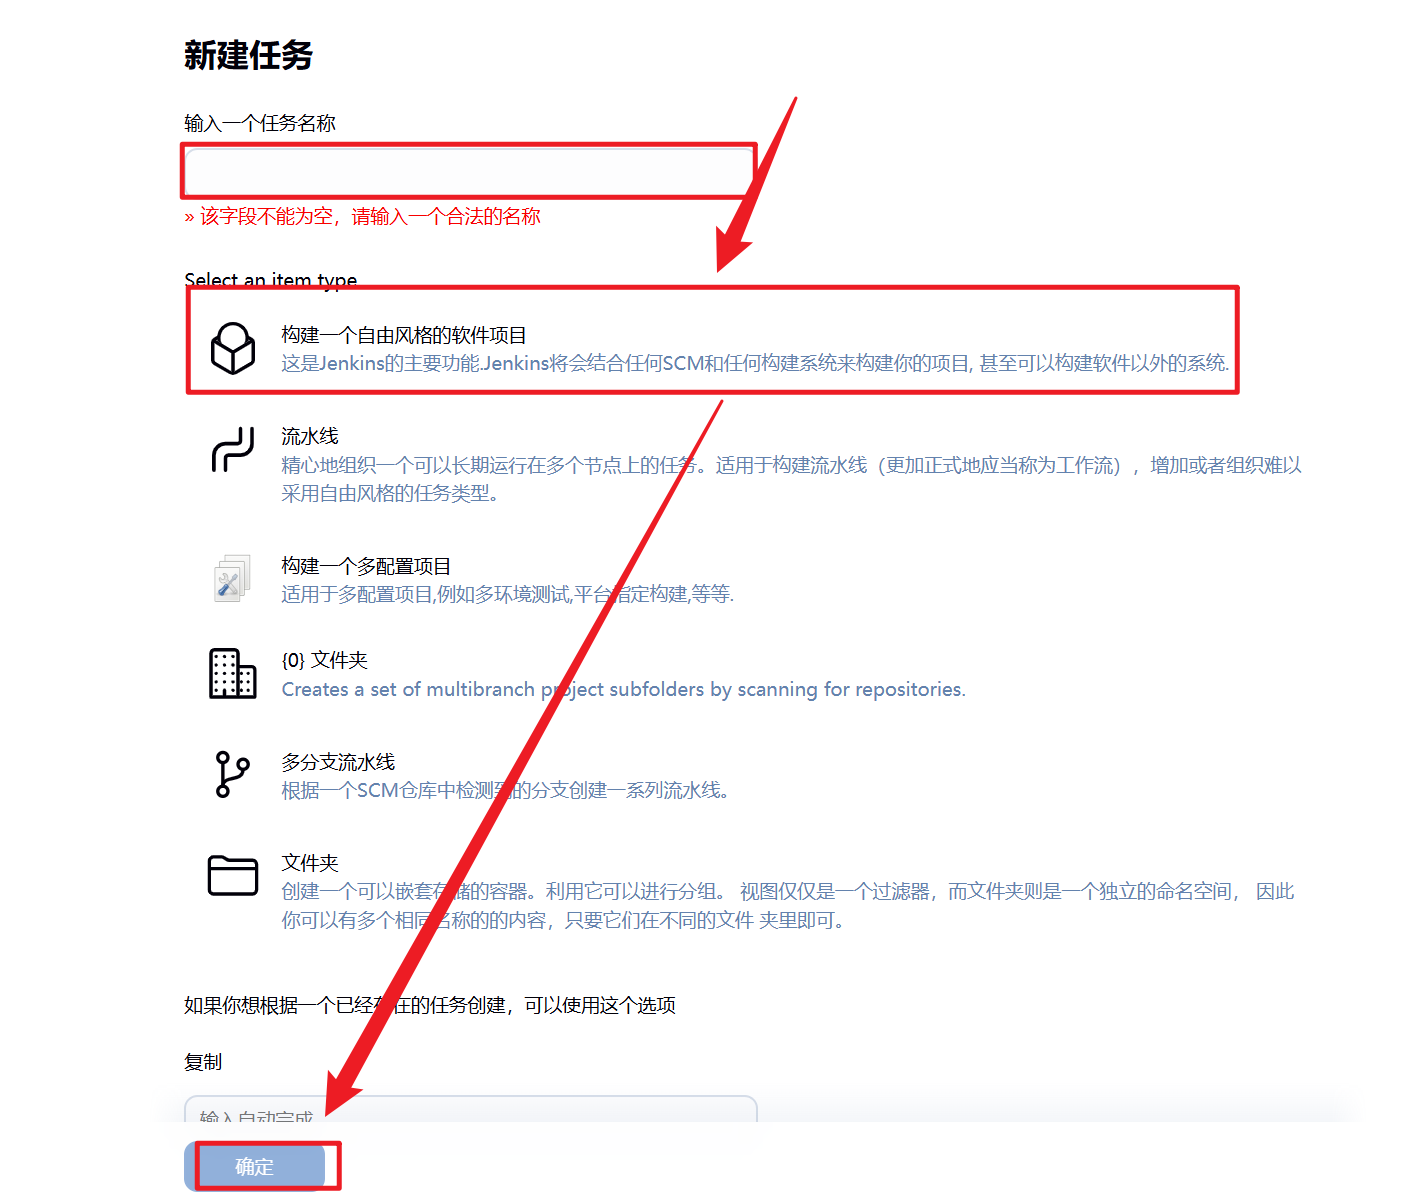 新建任务
输入一个任务名称
» 该字段不能为空，请输入一个合法的名称
Select an item type
构建一个自由风格的软件项目
这是Jenkins的主要功能.Jenkins将会结合任何SCM和任何构建系统来构建你的项目, 甚至可以构建软件以外的系统.
流水线
精心地组织一个可以长期运行在多个节点上的任务。适用于构建流水线（更加正式地应当称为工作流），增加或者组织难以
采用自由风格的任务类型。
构建一个多配置项目
适用于多配置项目,例如多环境测试,平台指定构建,等等.
{0} 文件夹
Creates a set of multibranch project subfolders by scanning for repositories.
多分支流水线
根据一个SCM仓库中检测到的分支创建一系列流水线。
文件夹
创建一个可以嵌套存储的容器。利用它可以进行分组。 视图仅仅是一个过滤器，而文件夹则是一个独立的命名空间， 因此
你可以有多个相同名称的的内容，只要它们在不同的文件 夹里即可。
如果你想根据一个已经存在的任务创建，可以使用这个选项
复制
输入自动完成
确定